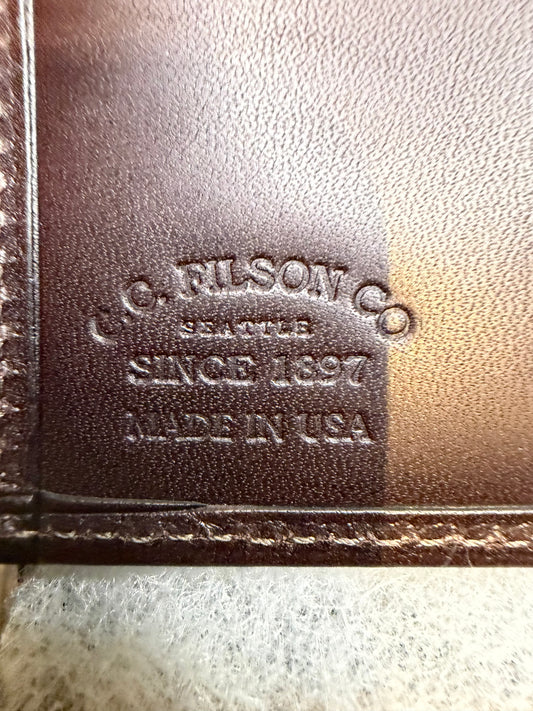 C.C. FILSON CO
SEATTLE
SINCE 1897
MADE IN USA